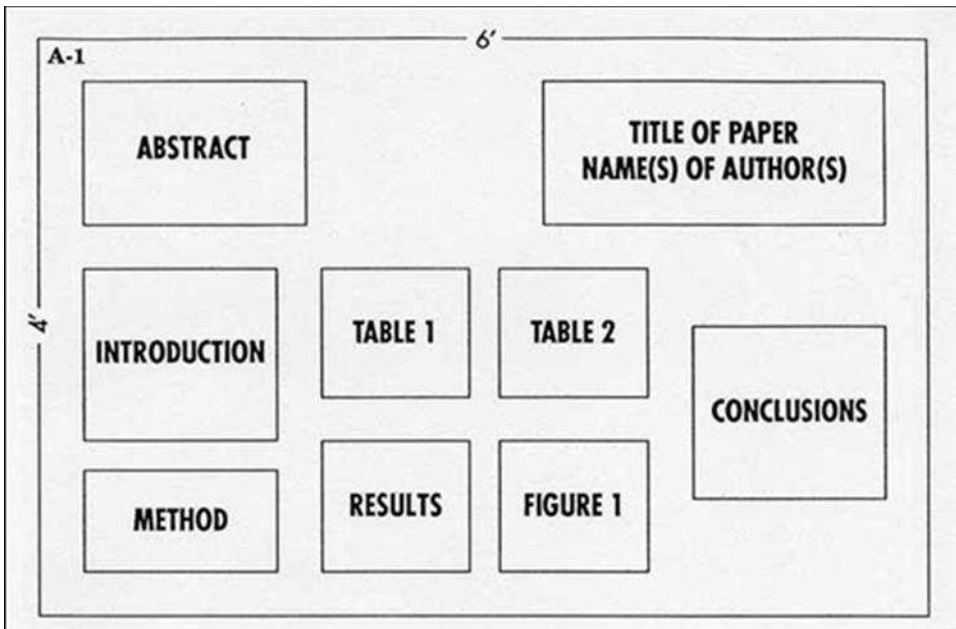 6'
A-1
ABSTRACT
TITLE OF PAPER
NAME(S) OF AUTHOR(S)
4'
INTRODUCTION
TABLE 1
TABLE 2
CONCLUSIONS
METHOD
RESULTS
FIGURE 1